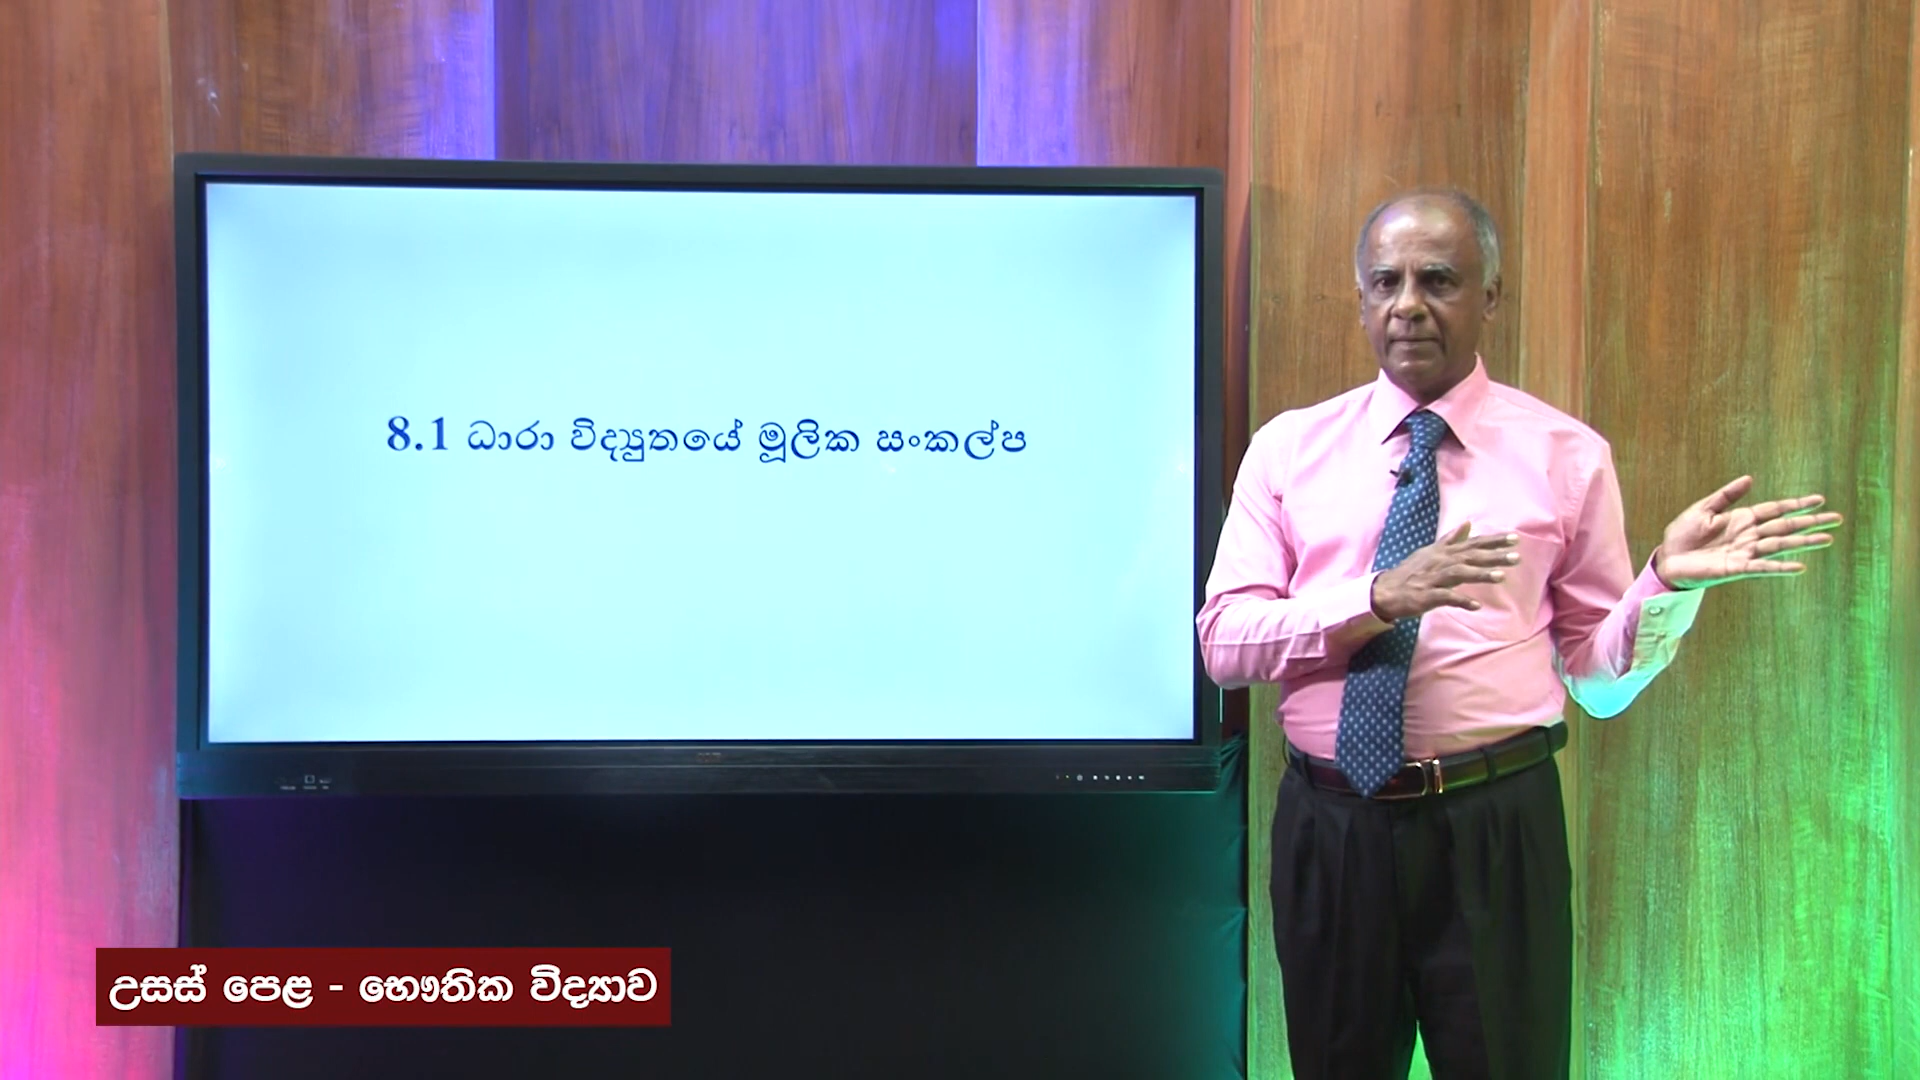 8.1 ධාරා විද්‍යුතයේ මූලික සංකල්ප
උසස් පෙළ - භෞතික විද්‍යාව